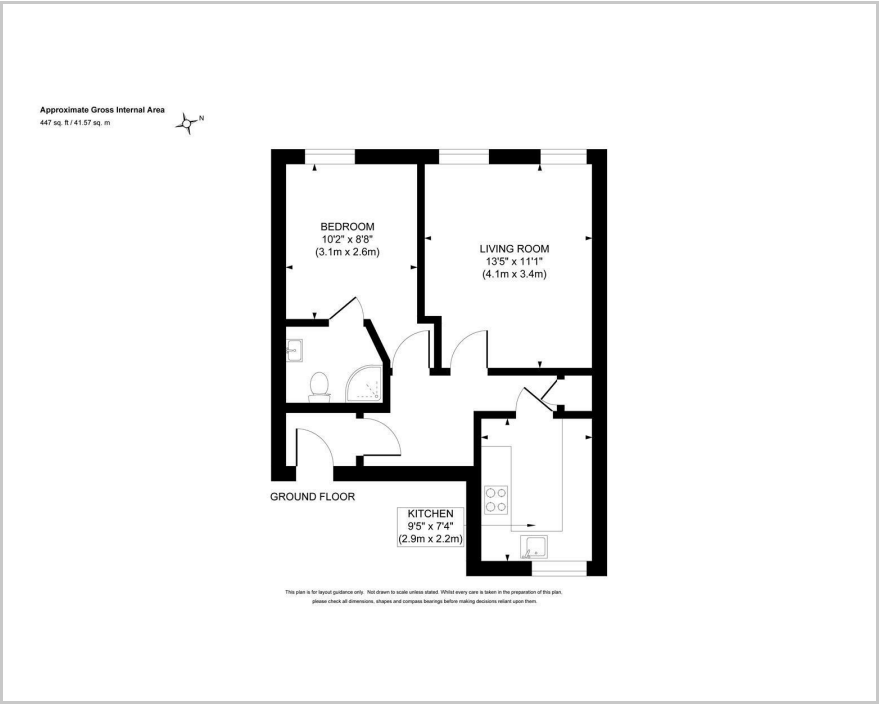 Approximate Gross Internal Area
447 sq. ft / 41.57 sq. m
N
BEDROOM
10'2" x 8'8"
(3.1m x 2.6m)
LIVING ROOM
13'5" x 11'1"
(4.1m x 3.4m)
GROUND FLOOR
KITCHEN
9'5" x 7'4"
(2.9m x 2.2m)
This plan is for layout guidance only. Not drawn to scale unless stated. Whilst every care is taken in the preparation of this plan,
please check all dimensions, shapes and compass bearings before making decisions reliant upon them.